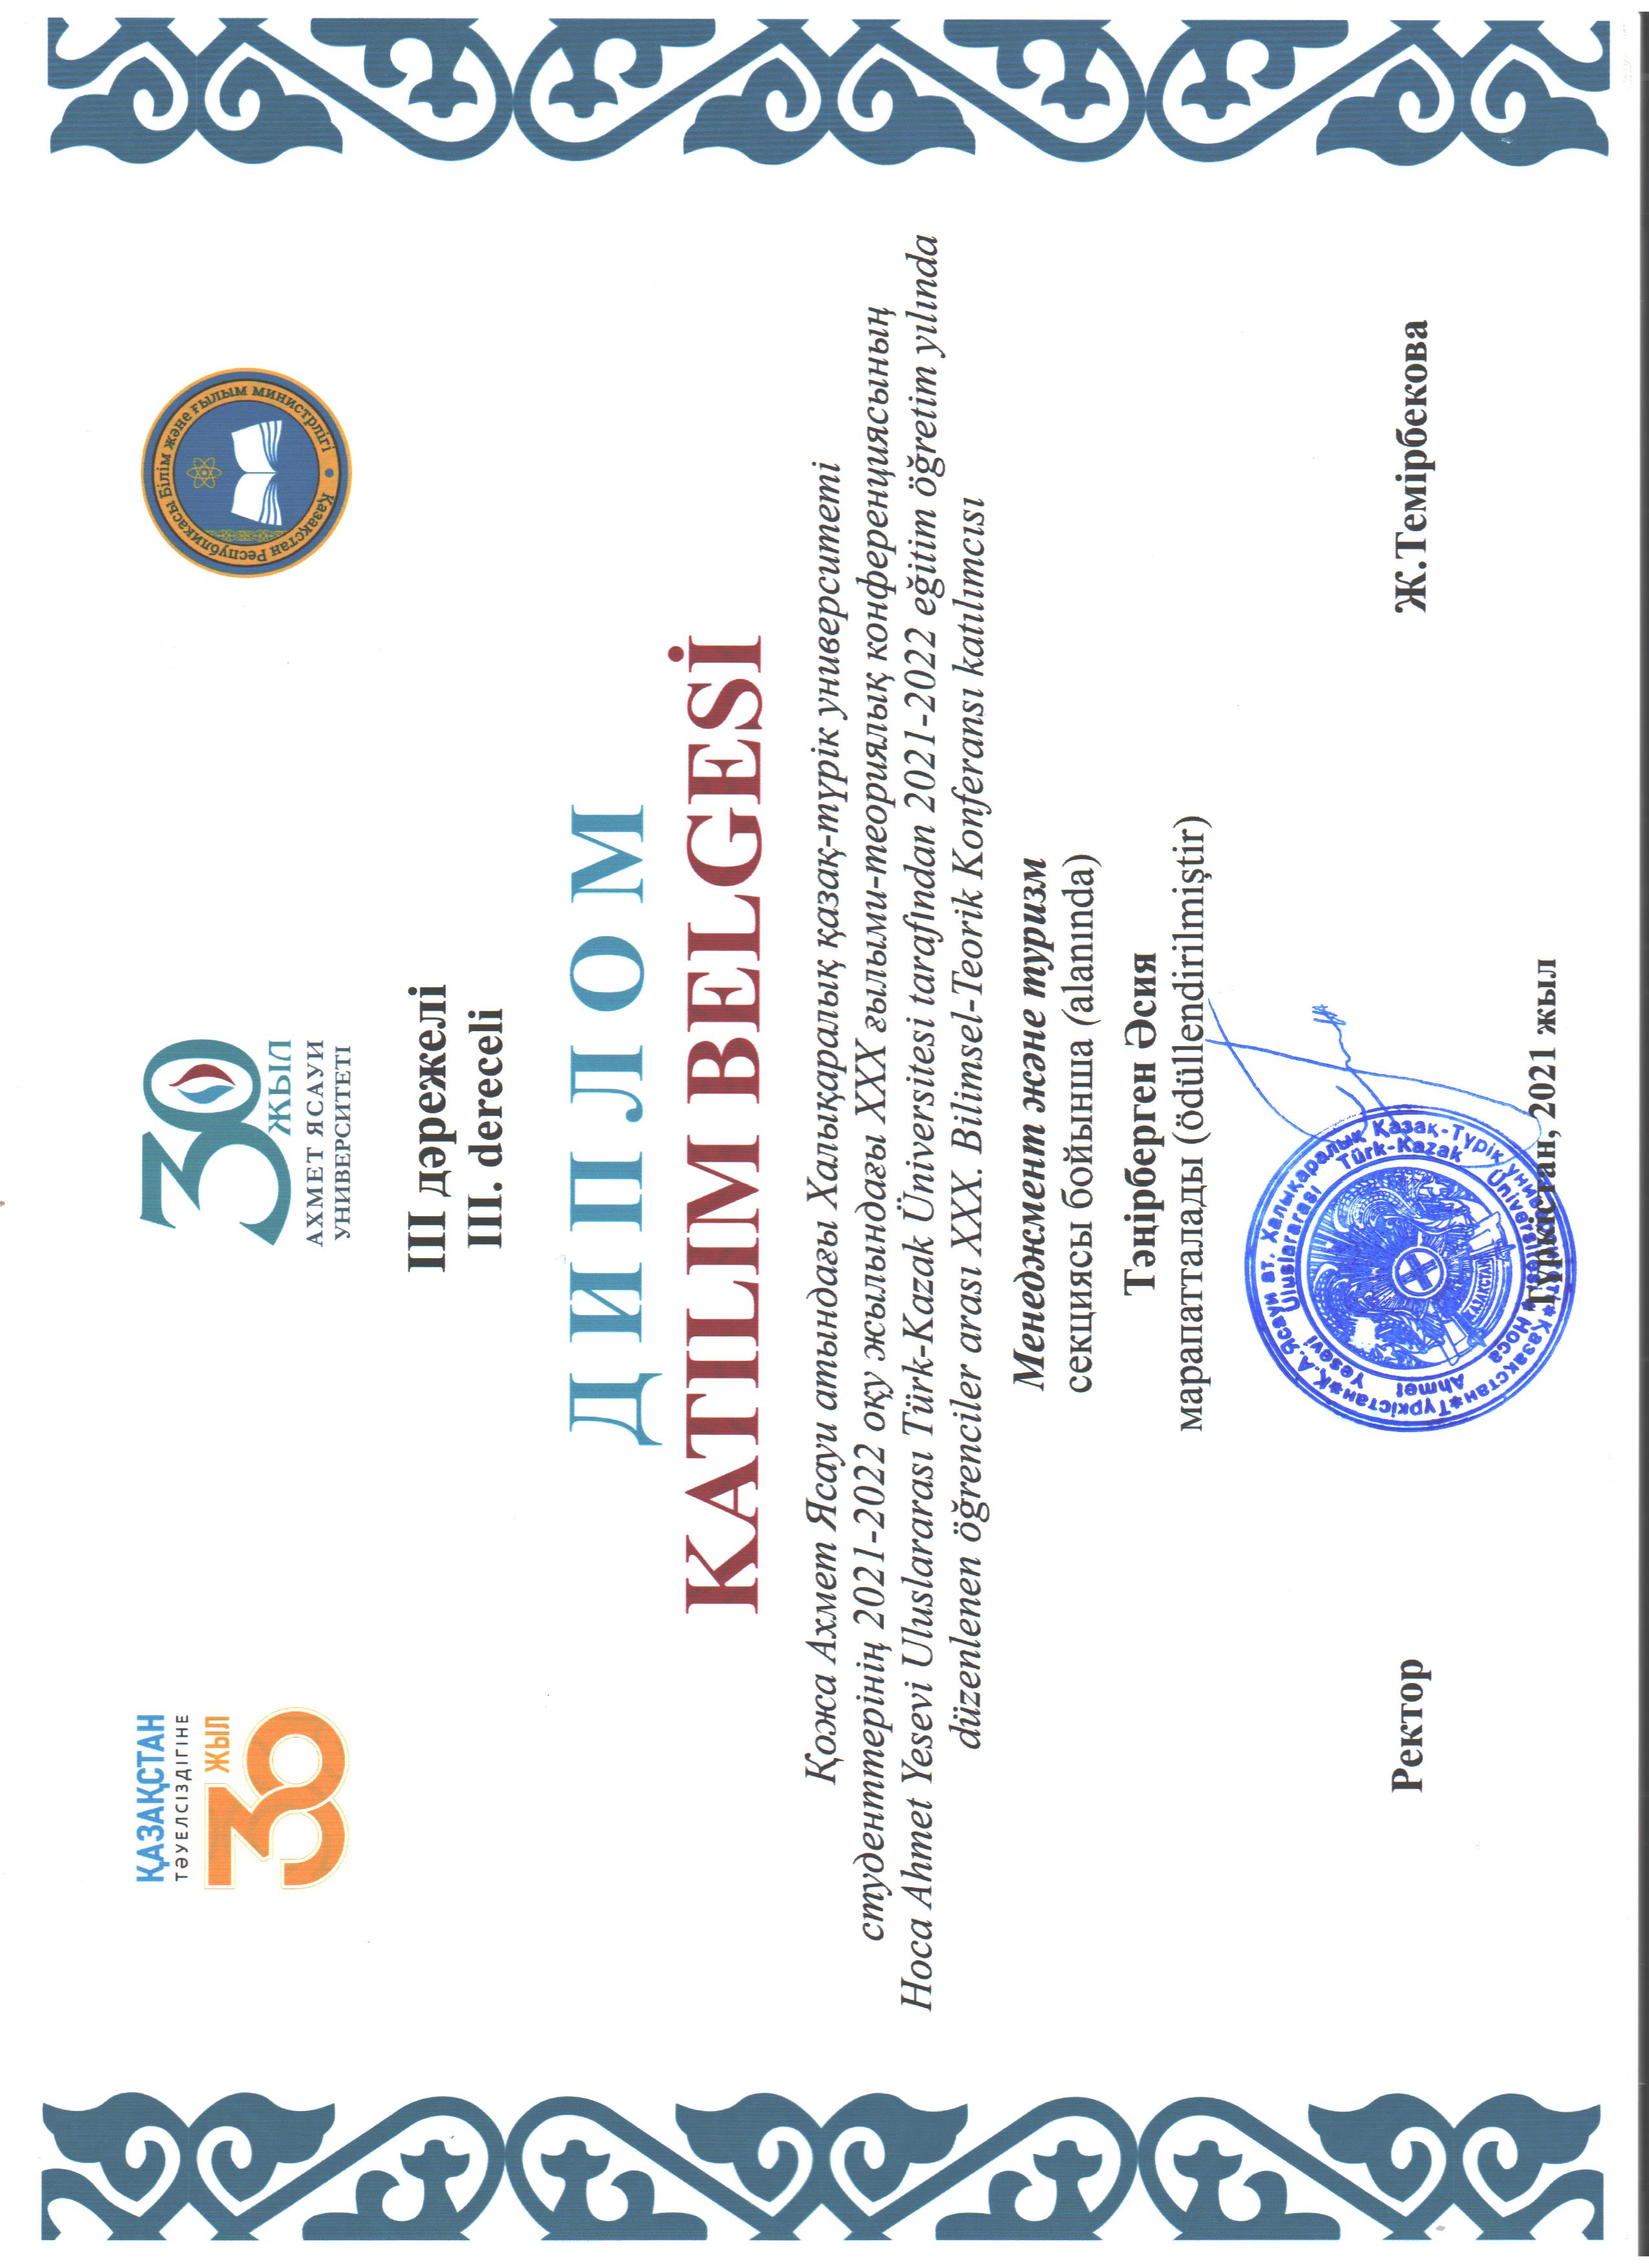 ҚАЗАҚСТАН
ТӘУЕЛСІЗДІГІНЕ
30 ЖЫЛ
30
ЖЫЛ
АХМЕТ ЯСАУИ
УНИВЕРСИТЕТІ
Қазақстан Республикасы Білім және ғылым министрлігі
III дәрежелі
III. dereceli
ДИПЛОМ
KATILIM BELGESİ
Қожа Ахмет Ясауи атындағы Халықаралық қазақ-түрік университеті
студенттерінің 2021-2022 оқу жылындағы XXX ғылыми-теориялық конференциясының
Hoca Ahmet Yesevi Uluslararası Türk-Kazak Üniversitesi tarafından 2021-2022 eğitim öğretim yılında
düzenlenen öğrenciler arası XXX. Bilimsel-Teorik Konferansı katılımcısı
Менеджмент және туризм
секциясы бойынша (alanında)
Тәңірберген Әсия
марапатталады (ödüllendirilmiştir)
Қазақстан*Түркістан*Қ.А.Ясауи ат. Халықаралық Қазақ-Түрік Университеті
Hoca Ahmet Yesevi Uluslararası Türk-Kazak Üniversitesi
ҚАЗАҚСТАН
Ректор
Ж.Темірбекова
Түркістан, 2021 жыл